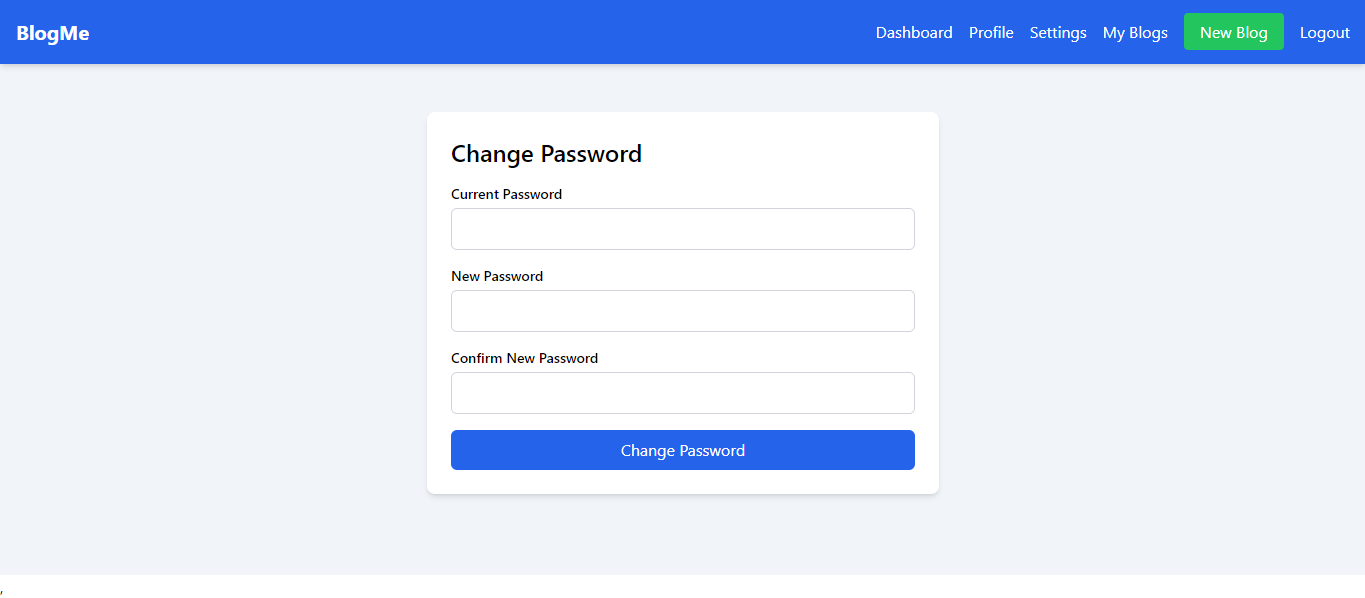 BlogMe Dashboard Profile Settings My Blogs New Blog Logout
Change Password
Current Password
New Password
Confirm New Password
Change Password
,